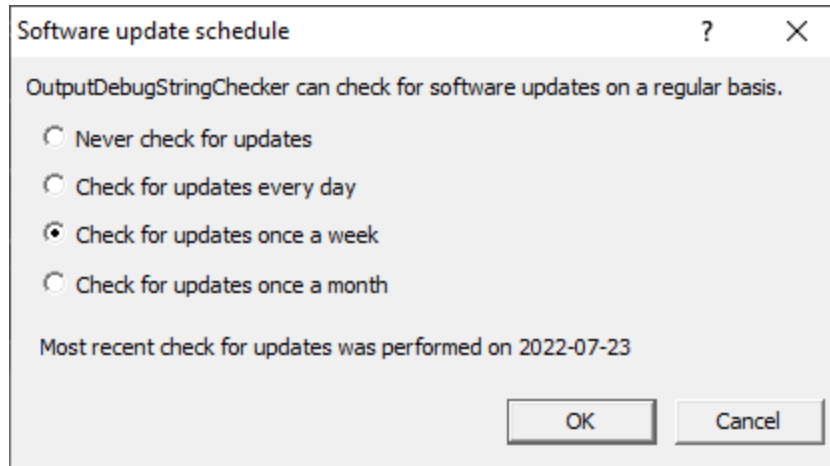 Software update schedule
OutputDebugStringChecker can check for software updates on a regular basis.
Never check for updates
Check for updates every day
Check for updates once a week
Check for updates once a month
Most recent check for updates was performed on 2022-07-23
OK Cancel